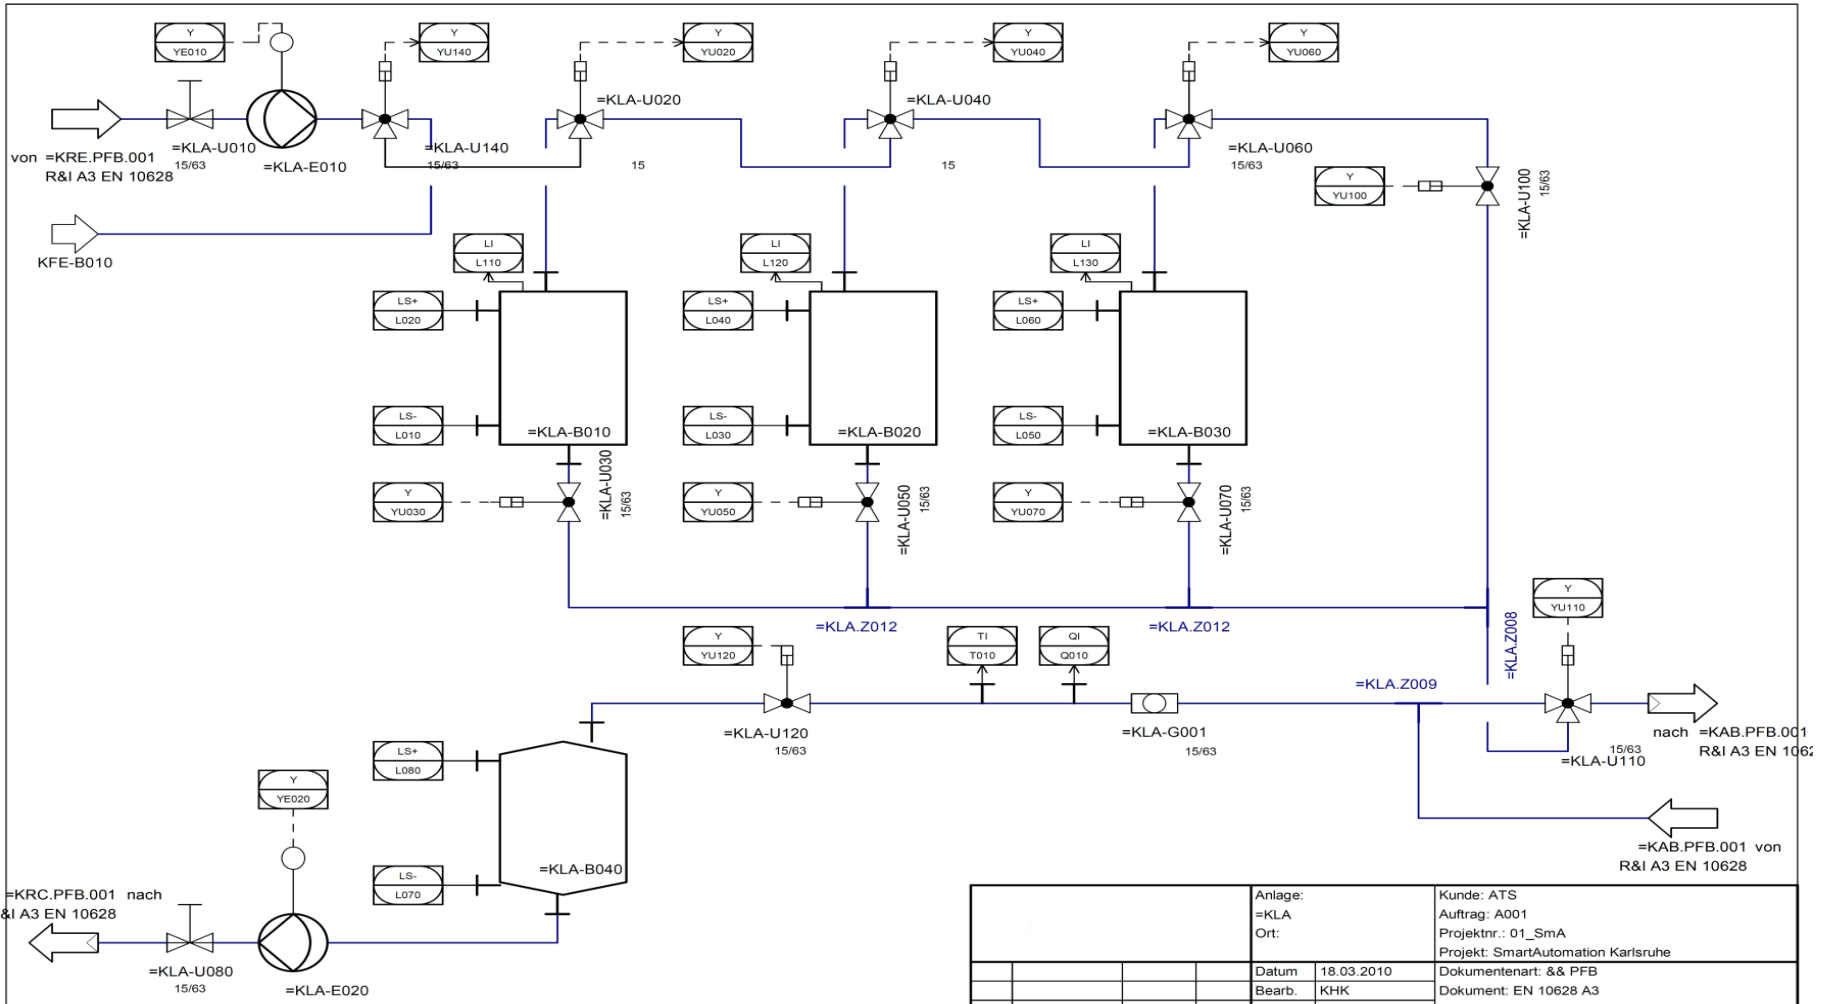 Y
YE010
Y
YU140
Y
YU020
Y
YU040
Y
YU060
=KLA-U020
=KLA-U040
=KLA-U010
=KLA-U140
=KLA-U060
von =KRE.PFB.001
15/63
=KLA-E010
15/63
15
15
15/63
R&I A3 EN 10628
Y
YU100
=KLA-U100
15/63
KFE-B010
LI
L110
LI
L120
LI
L130
LS+
L020
LS+
L040
LS+
L060
LS-
L010
LS-
L030
LS-
L050
=KLA-B010
=KLA-B020
=KLA-B030
Y
YU030
=KLA-U030
15/63
Y
YU050
=KLA-U050
15/63
Y
YU070
=KLA-U070
15/63
=KLA.Z012
=KLA.Z012
=KLA.Z008
Y
YU110
Y
YU120
TI
T010
QI
Q010
=KLA.Z009
=KLA-U120
15/63
=KLA-G001
15/63
nach =KAB.PFB.001
15/63
R&I A3 EN 1062
=KLA-U110
LS+
L080
Y
YE020
=KAB.PFB.001 von
R&I A3 EN 10628
=KLA-B040
LS-
L070
=KRC.PFB.001 nach
&I A3 EN 10628
=KLA-U080
15/63
=KLA-E020
Anlage:
=KLA
Ort:
Kunde: ATS
Auftrag: A001
Projektnr.: 01_SmA
Projekt: SmartAutomation Karlsruhe
Datum 18.03.2010
Dokumentenart: && PFB
Bearb. KHK
Dokument: EN 10628 A3